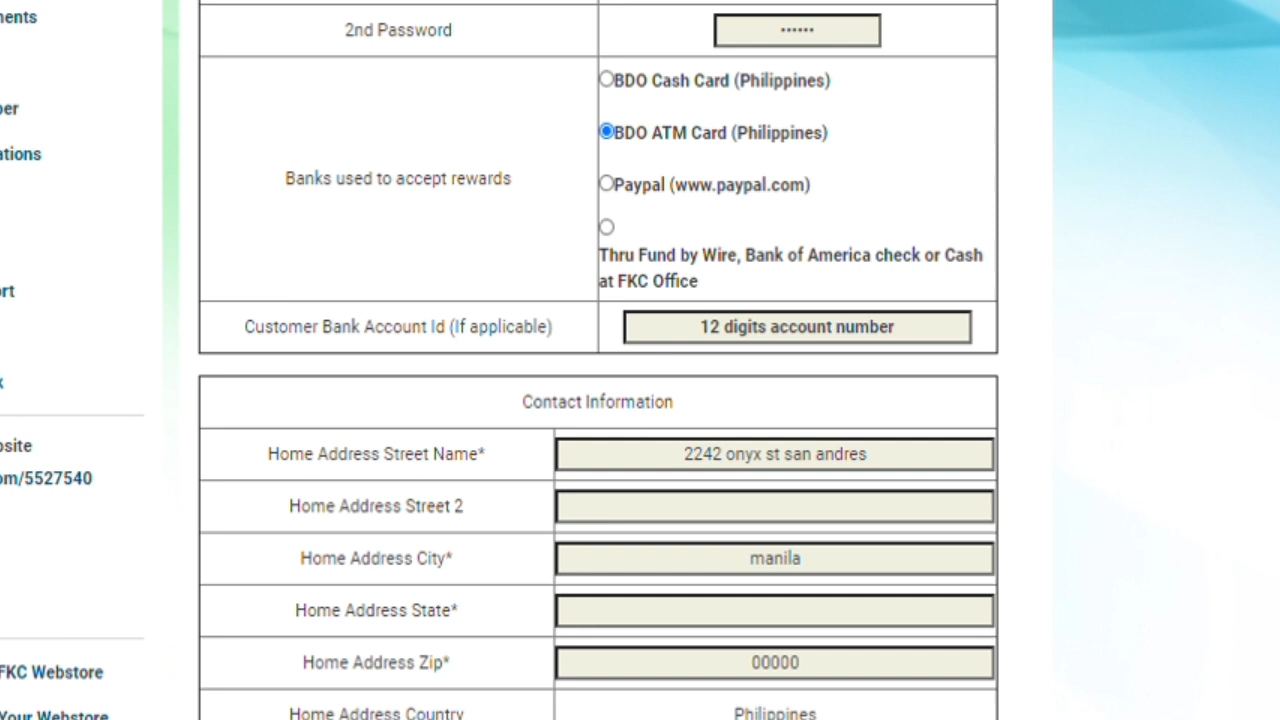 ments
ber
ations
ort
x
bsite
om/5527540
FKC Webstore
Your Webstore
2nd Password
••••••
Banks used to accept rewards
BDO Cash Card (Philippines)
BDO ATM Card (Philippines)
Paypal (www.paypal.com)
Thru Fund by Wire, Bank of America check or Cash
at FKC Office
Customer Bank Account Id (If applicable)
12 digits account number
Contact Information
Home Address Street Name*
2242 onyx st san andres
Home Address Street 2
Home Address City*
manila
Home Address State*
Home Address Zip*
00000
Home Address Country
Philippines